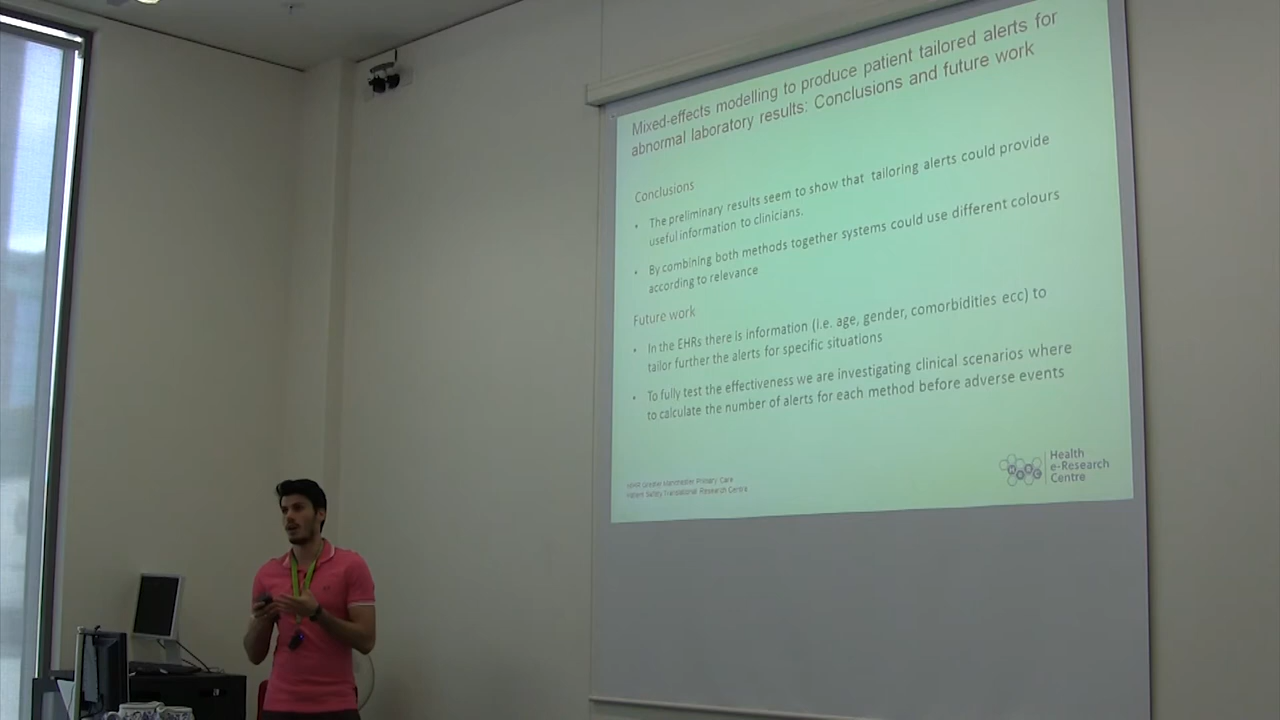 Mixed-effects modelling to produce patient tailored alerts for
abnormal laboratory results: Conclusions and future work
Conclusions
• The preliminary results seem to show that tailoring alerts could provide
useful information to clinicians.
• By combining both methods together systems could use different colours
according to relevance
Future work
• In the EHRs there is information (I.e. age, gender, comorbidities ecc) to
tailor further the alerts for specific situations
• To fully test the effectiveness we are investigating clinical scenarios where
to calculate the number of alerts for each method before adverse events
NIHR Greater Manchester Primary Care
Patient Safety Translational Research Centre
Health
e-Research
Centre